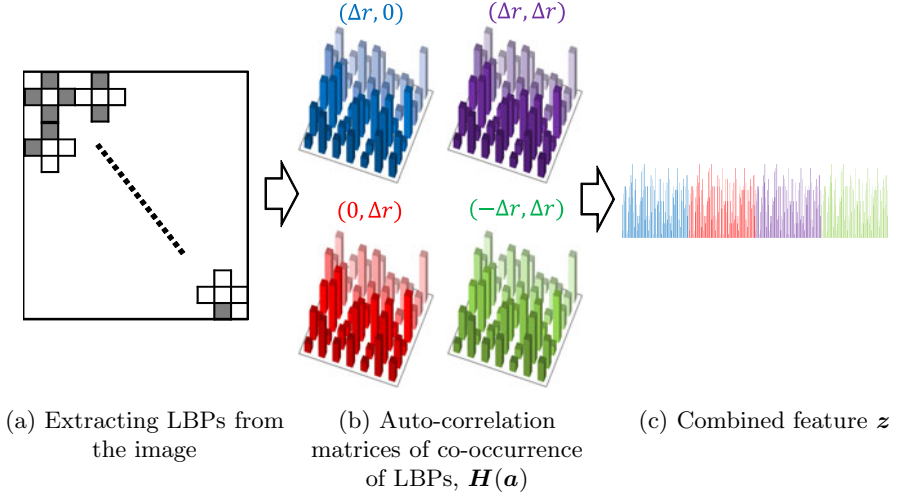 (Δr, 0)
(Δr, Δr)
(0, Δr)
(−Δr, Δr)
(a) Extracting LBPs from
the image
(b) Auto-correlation
matrices of co-occurrence
of LBPs, H(a)
(c) Combined feature z